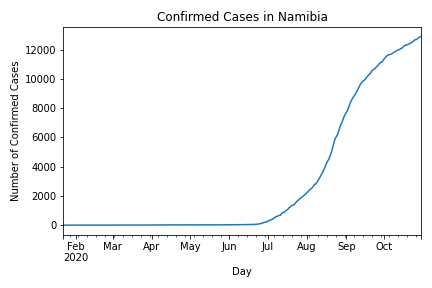 Confirmed Cases in Namibia
Number of Confirmed Cases
12000
10000
8000
6000
4000
2000
0
Feb Mar Apr May Jun Jul Aug Sep Oct
2020
Day